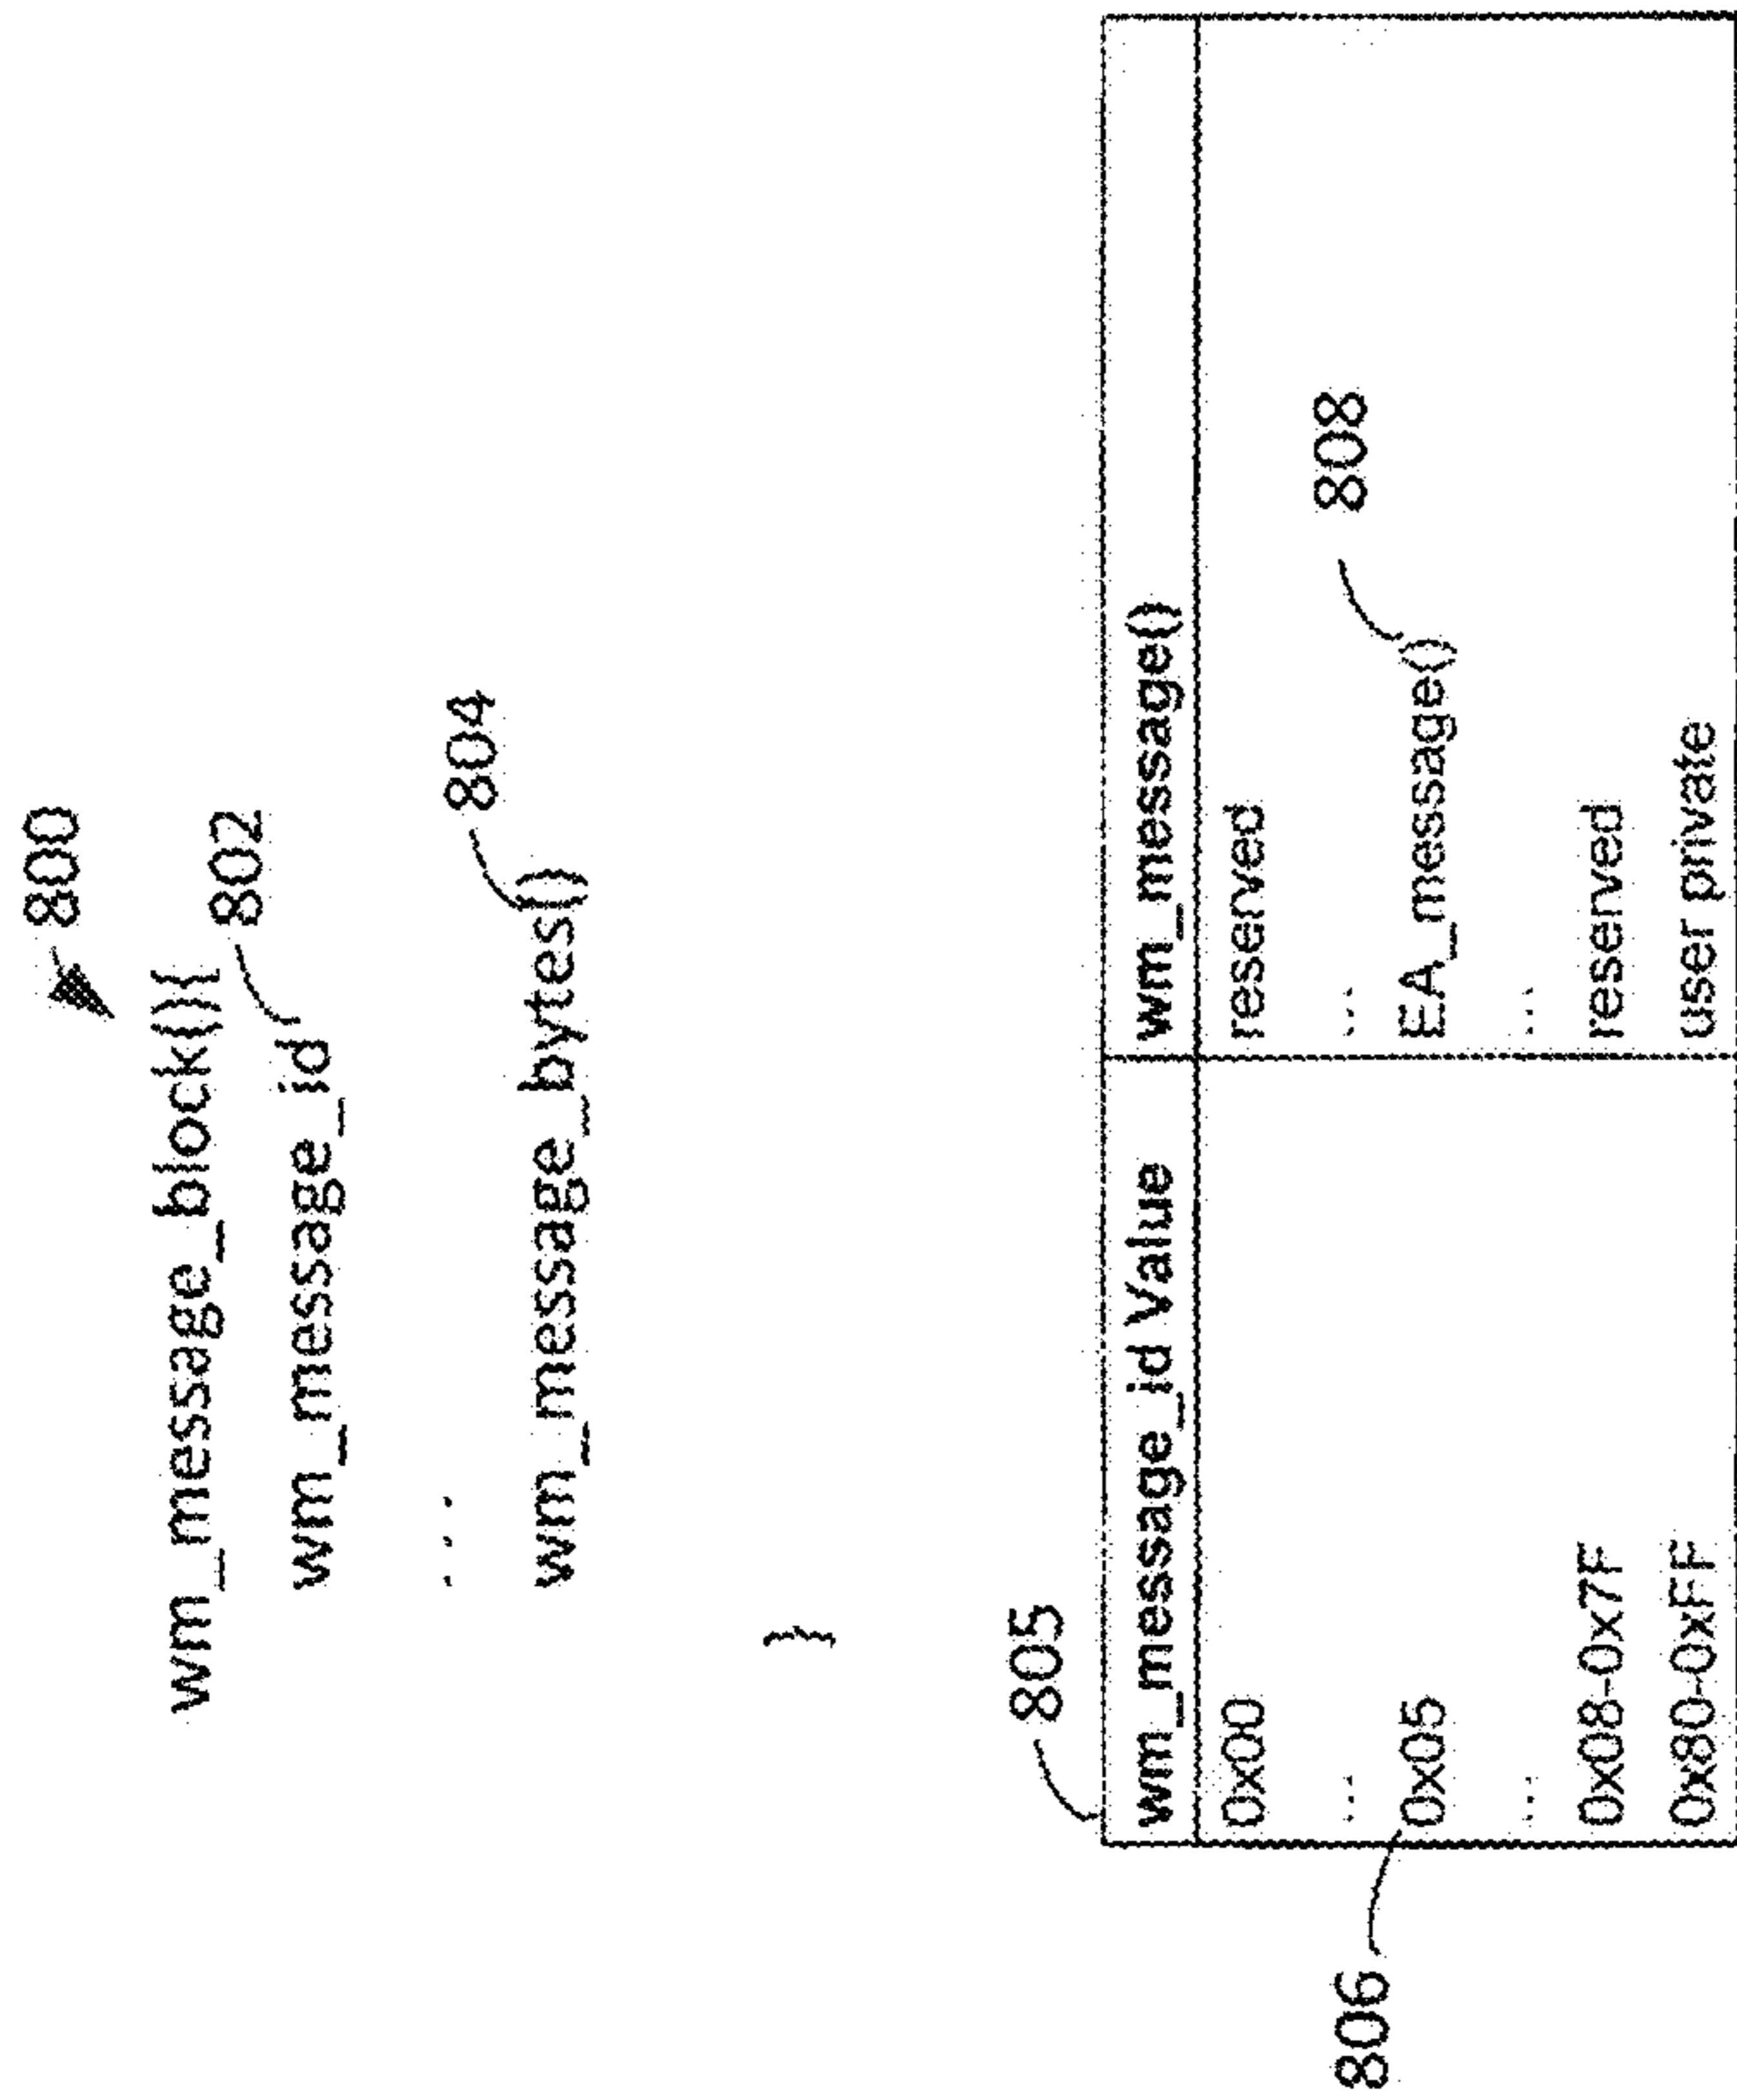 800
wm_message_block(){
802
wm_message_id
...
804
wm_message_bytes()
}
805
wm_message_id Value wm_message()
0x00 reserved
... ...
806 0x05 EA_message() 808
... ...
0x08-0x7F reserved
0x80-0xFF user private